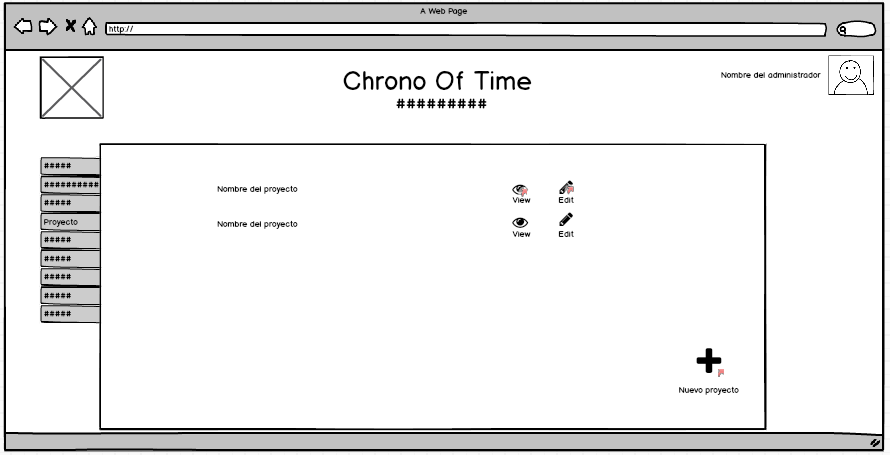 A Web Page
http://
Nombre del administrador
Chrono Of Time
#########
#####
##########
#####
Proyecto
#####
#####
#####
#####
#####
Nombre del proyecto
View
Edit
Nombre del proyecto
View
Edit
Nuevo proyecto